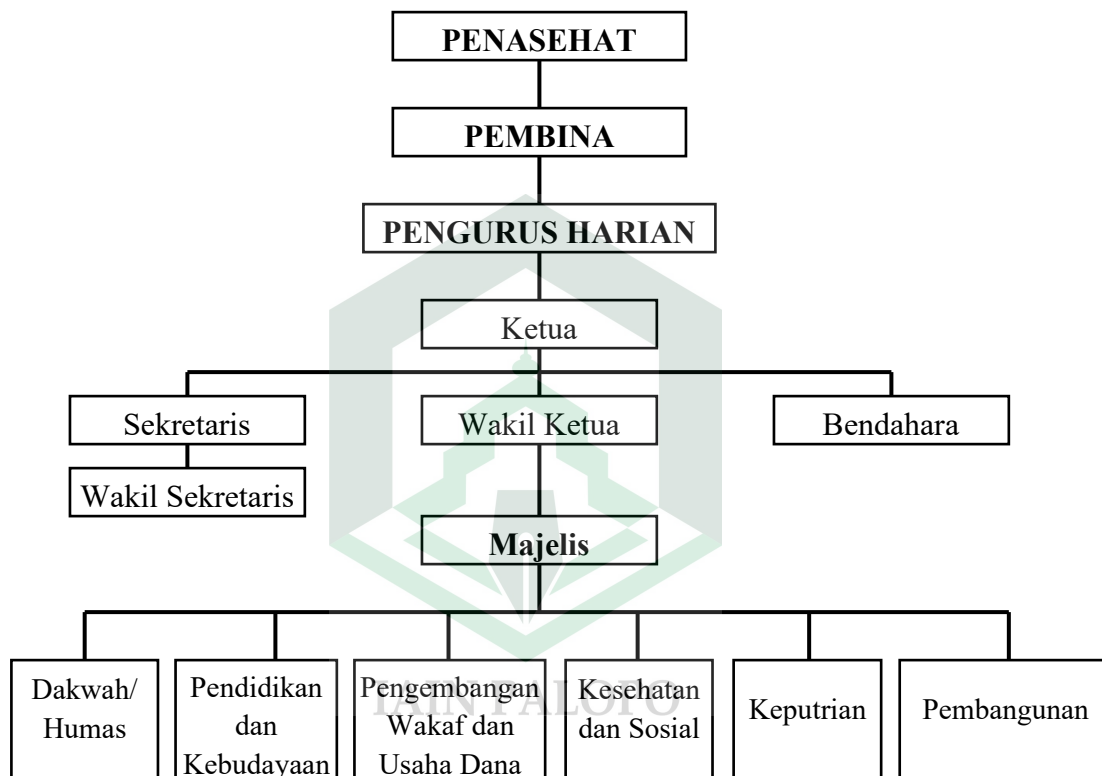 PENASEHAT
PEMBINA
PENGURUS HARIAN
Ketua
Sekretaris
Wakil Ketua
Bendahara
Wakil Sekretaris
Majelis
Dakwah/
Humas
Pendidikan
dan
Kebudayaan
Pengembangan
Wakaf dan
Usaha Dana
Kesehatan
dan Sosial
Keputrian
Pembangunan
IAIN PALOPO